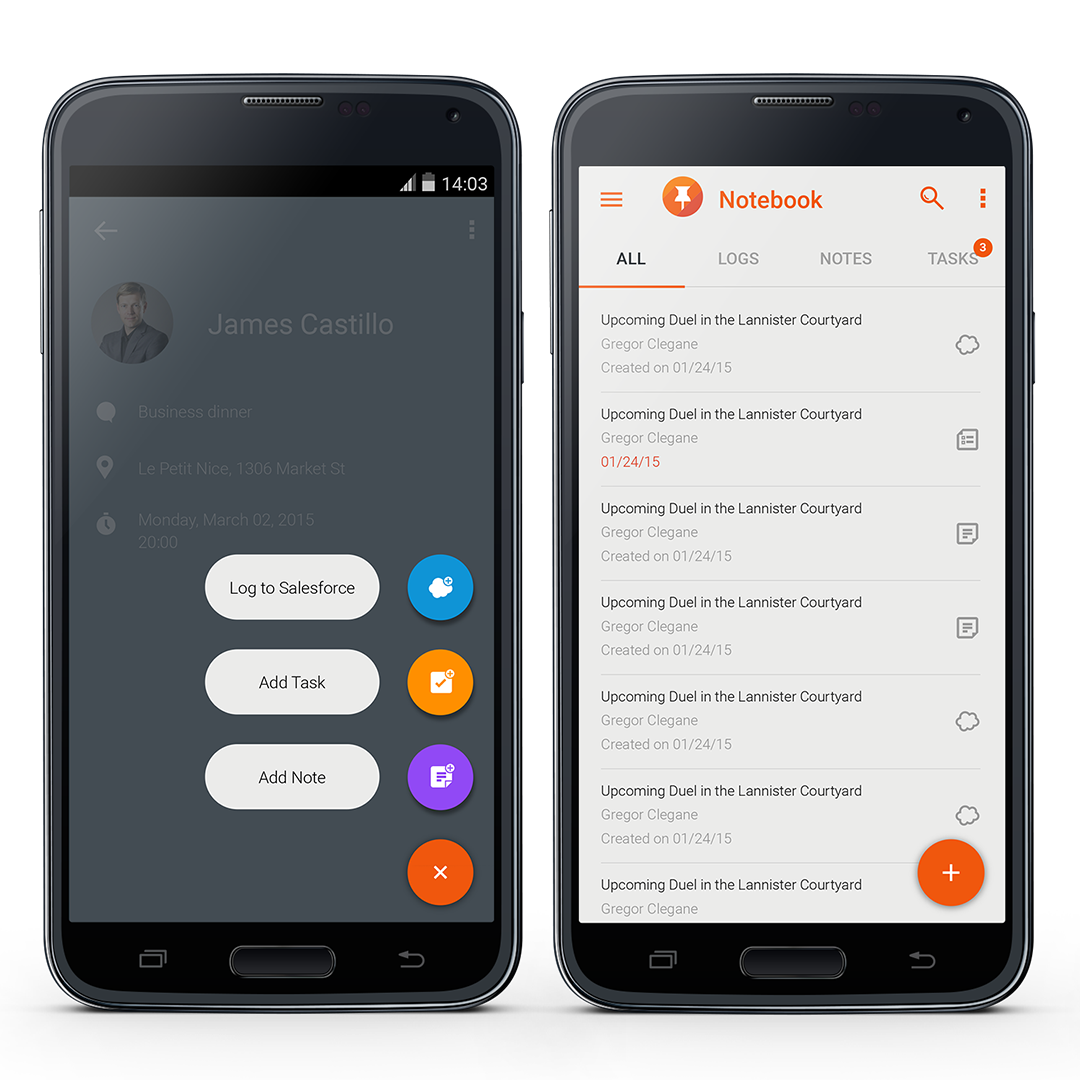 14:03
James Castillo
Business dinner
Le Petit Nice, 1306 Market St
Monday, March 02, 2015
20:00
Log to Salesforce
Add Task
Add Note
Notebook
ALL
LOGS
NOTES
TASKS
3
Upcoming Duel in the Lannister Courtyard
Gregor Clegane
Created on 01/24/15
Upcoming Duel in the Lannister Courtyard
Gregor Clegane
01/24/15
Upcoming Duel in the Lannister Courtyard
Gregor Clegane
Created on 01/24/15
Upcoming Duel in the Lannister Courtyard
Gregor Clegane
Created on 01/24/15
Upcoming Duel in the Lannister Courtyard
Gregor Clegane
Created on 01/24/15
Upcoming Duel in the Lannister Courtyard
Gregor Clegane
Created on 01/24/15
Upcoming Duel in the Lannister Courtyard
Gregor Clegane